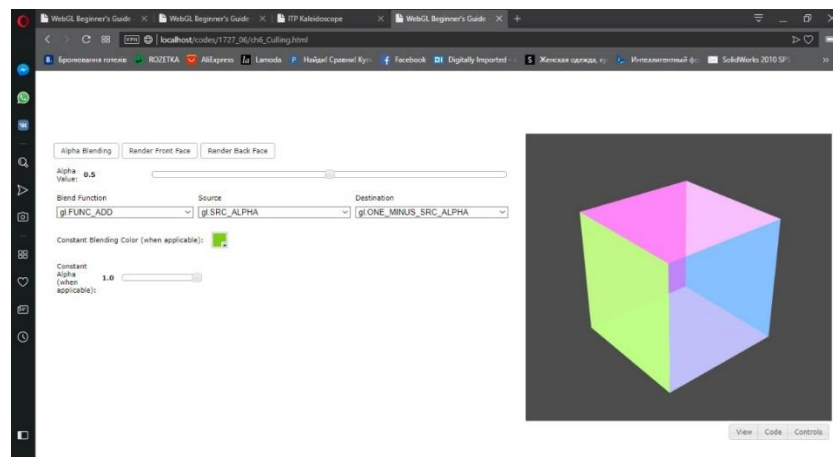 WebGL Beginner's Guide
WebGL Beginner's Guide
ITP Kaleidoscope
WebGL Beginner's Guide
VPN
localhost/codes/1727_06/ch6_Culling.html
Бронювання готелів
ROZETKA
AliExpress
Lamoda
Найди! Сравни!
Facebook
Digitally Imported -
Женская одежда,
Интеллигентный
SolidWorks 2010 SP
Alpha Blending
Render Front Face
Render Back Face
Alpha
Value: 0.5
Blend Function Source Destination
gl.FUNC_ADD gl.SRC_ALPHA gl.ONE_MINUS_SRC_ALPHA
Constant Blending Color (when applicable):
Constant
Alpha
(when
applicable):
1.0
View Code Controls